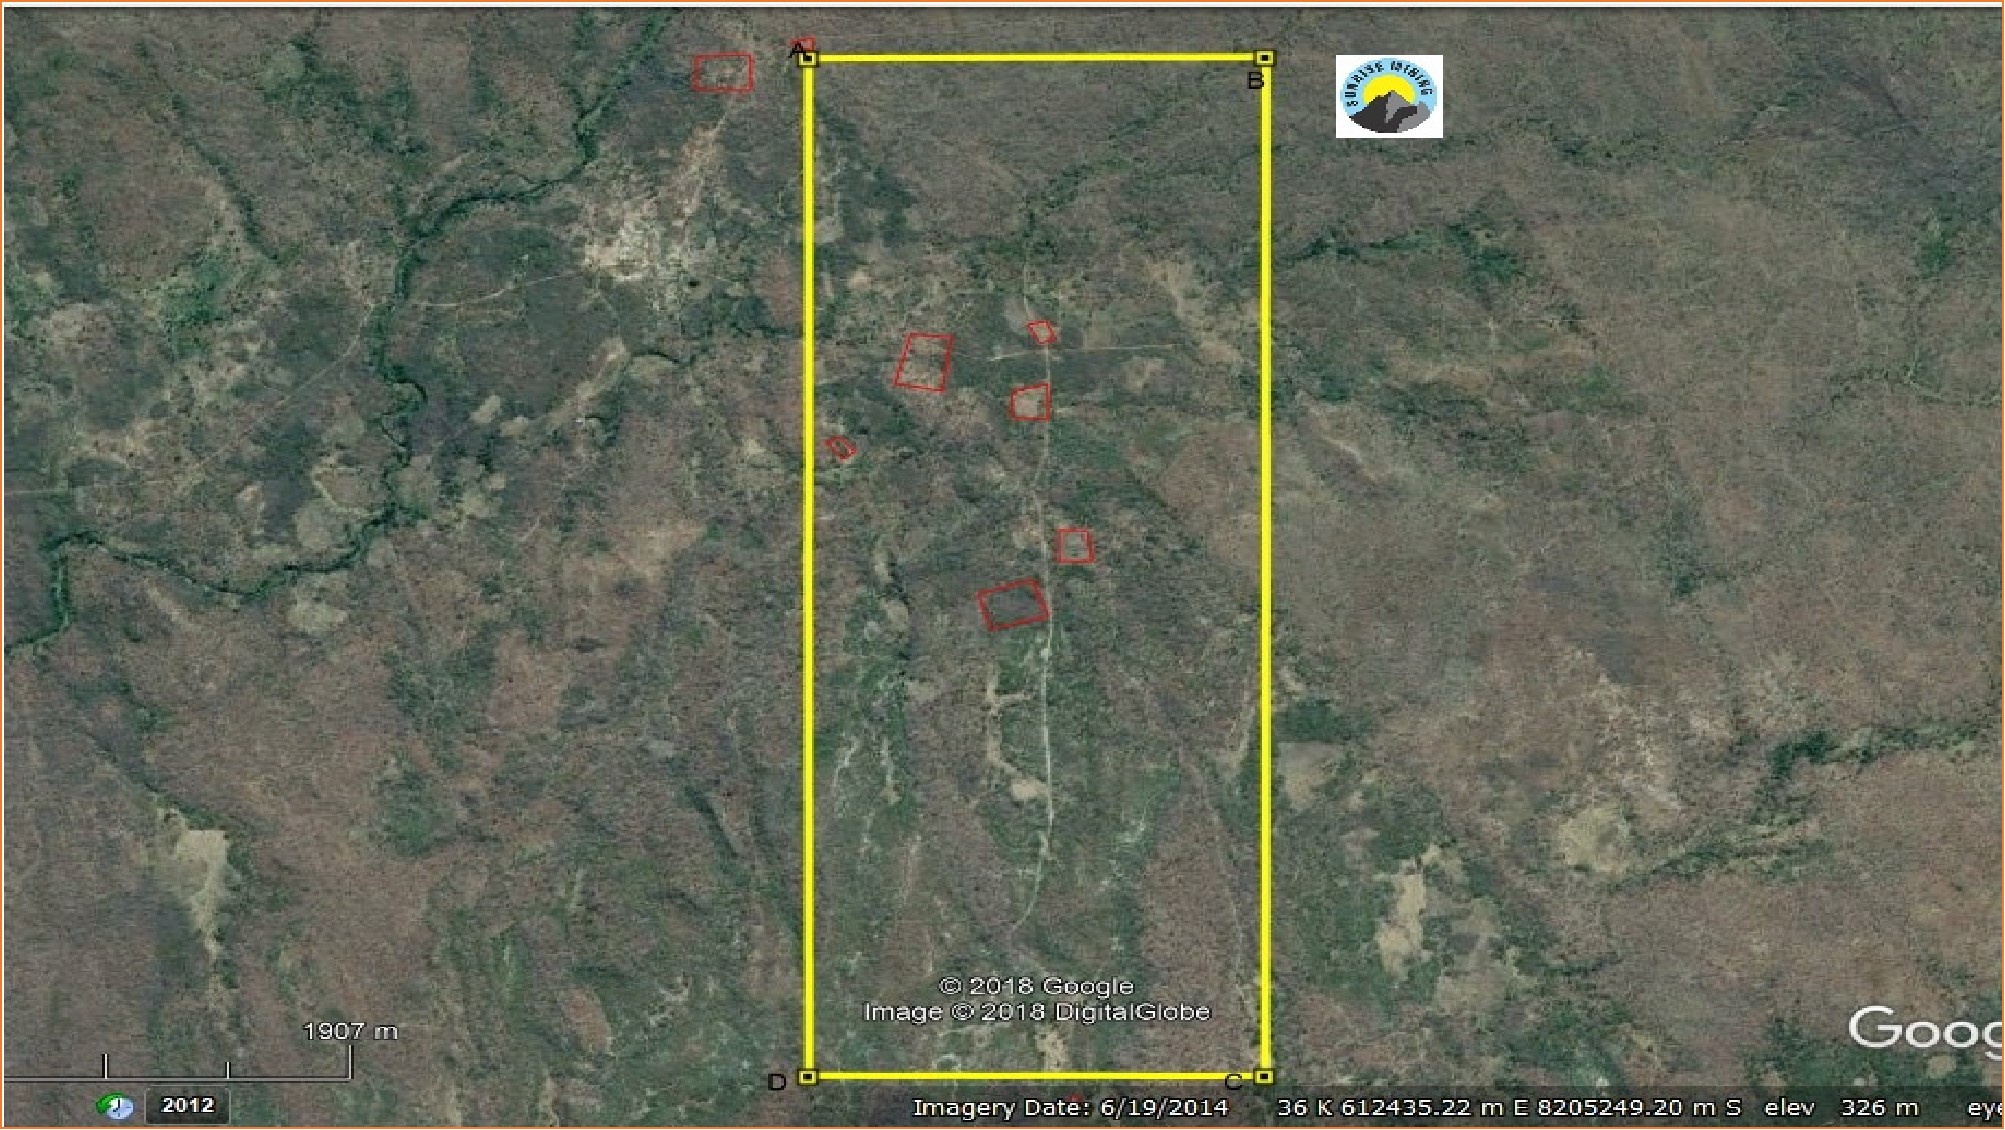 A
B
SUNRISE MINING
© 2018 Google
Image © 2018 DigitalGlobe
1907 m
Goog
D
C
2012
Imagery Date: 6/19/2014 36 K 612435.22 m E 8205249.20 m S elev 326 m eye